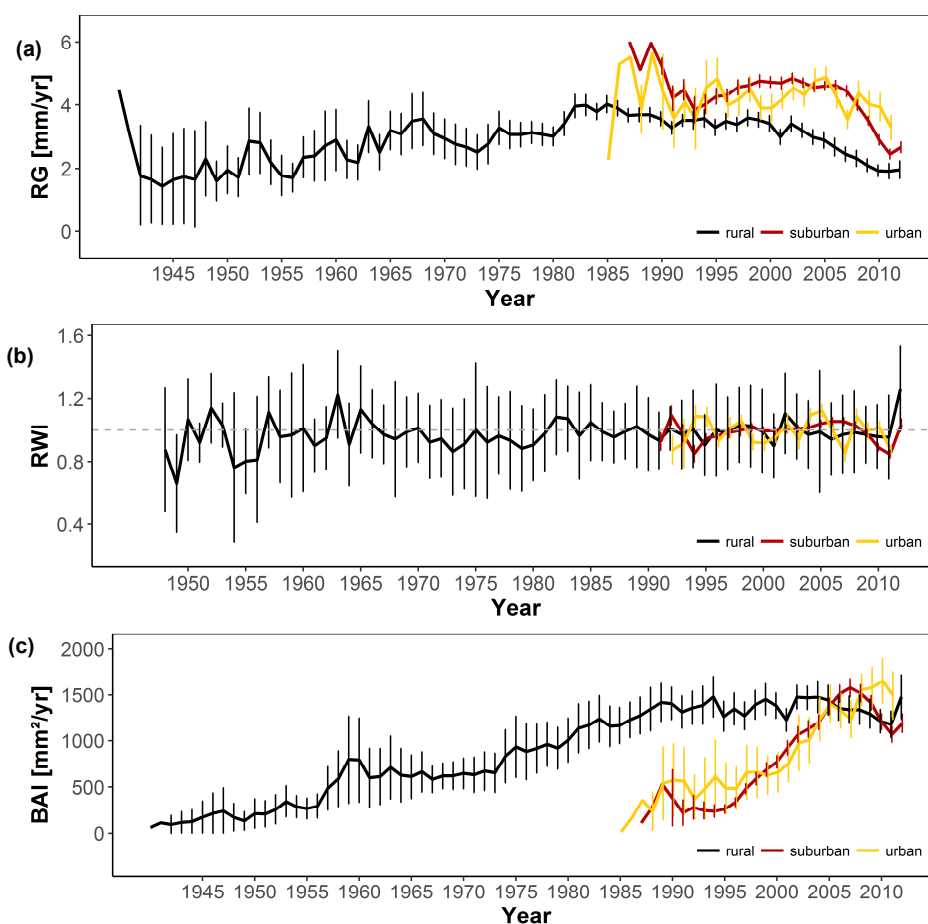 (a)
RG [mm/yr]
6
4
2
0
rural suburban urban
1945 1950 1955 1960 1965 1970 1975 1980 1985 1990 1995 2000 2005 2010
Year
(b)
RWI
1.6
1.2
0.8
0.4
rural suburban urban
1950 1955 1960 1965 1970 1975 1980 1985 1990 1995 2000 2005 2010
Year
(c)
BAI [mm²/yr]
2000
1500
1000
500
0
rural suburban urban
1945 1950 1955 1960 1965 1970 1975 1980 1985 1990 1995 2000 2005 2010
Year